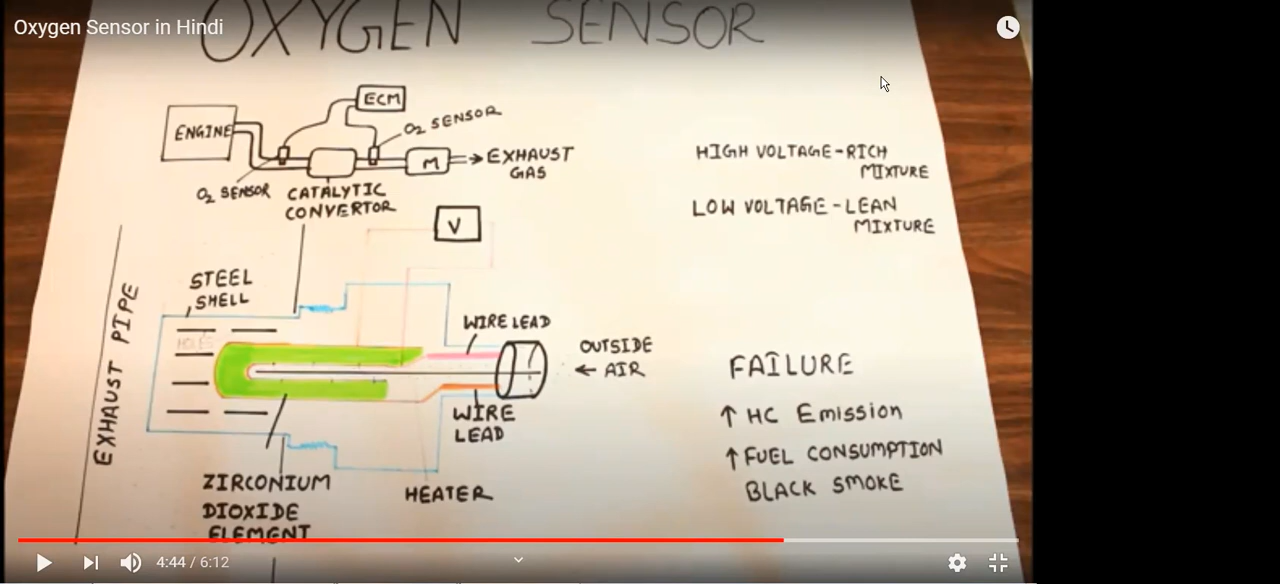 Oxygen Sensor in Hindi
OXYGEN SENSOR
ECM
ENGINE
O2 SENSOR
M
EXHAUST
GAS
O2 SENSOR
CATALYTIC
CONVERTOR
HIGH VOLTAGE-RICH
MIXTURE
LOW VOLTAGE-LEAN
MIXTURE
V
STEEL
SHELL
HOLES
EXHAUST PIPE
WIRE LEAD
OUTSIDE
AIR
WIRE
LEAD
ZIRCONIUM
DIOXIDE
ELEMENT
HEATER
FAILURE
↑ HC Emission
↑ FUEL CONSUMPTION
BLACK SMOKE
4:44 / 6:12